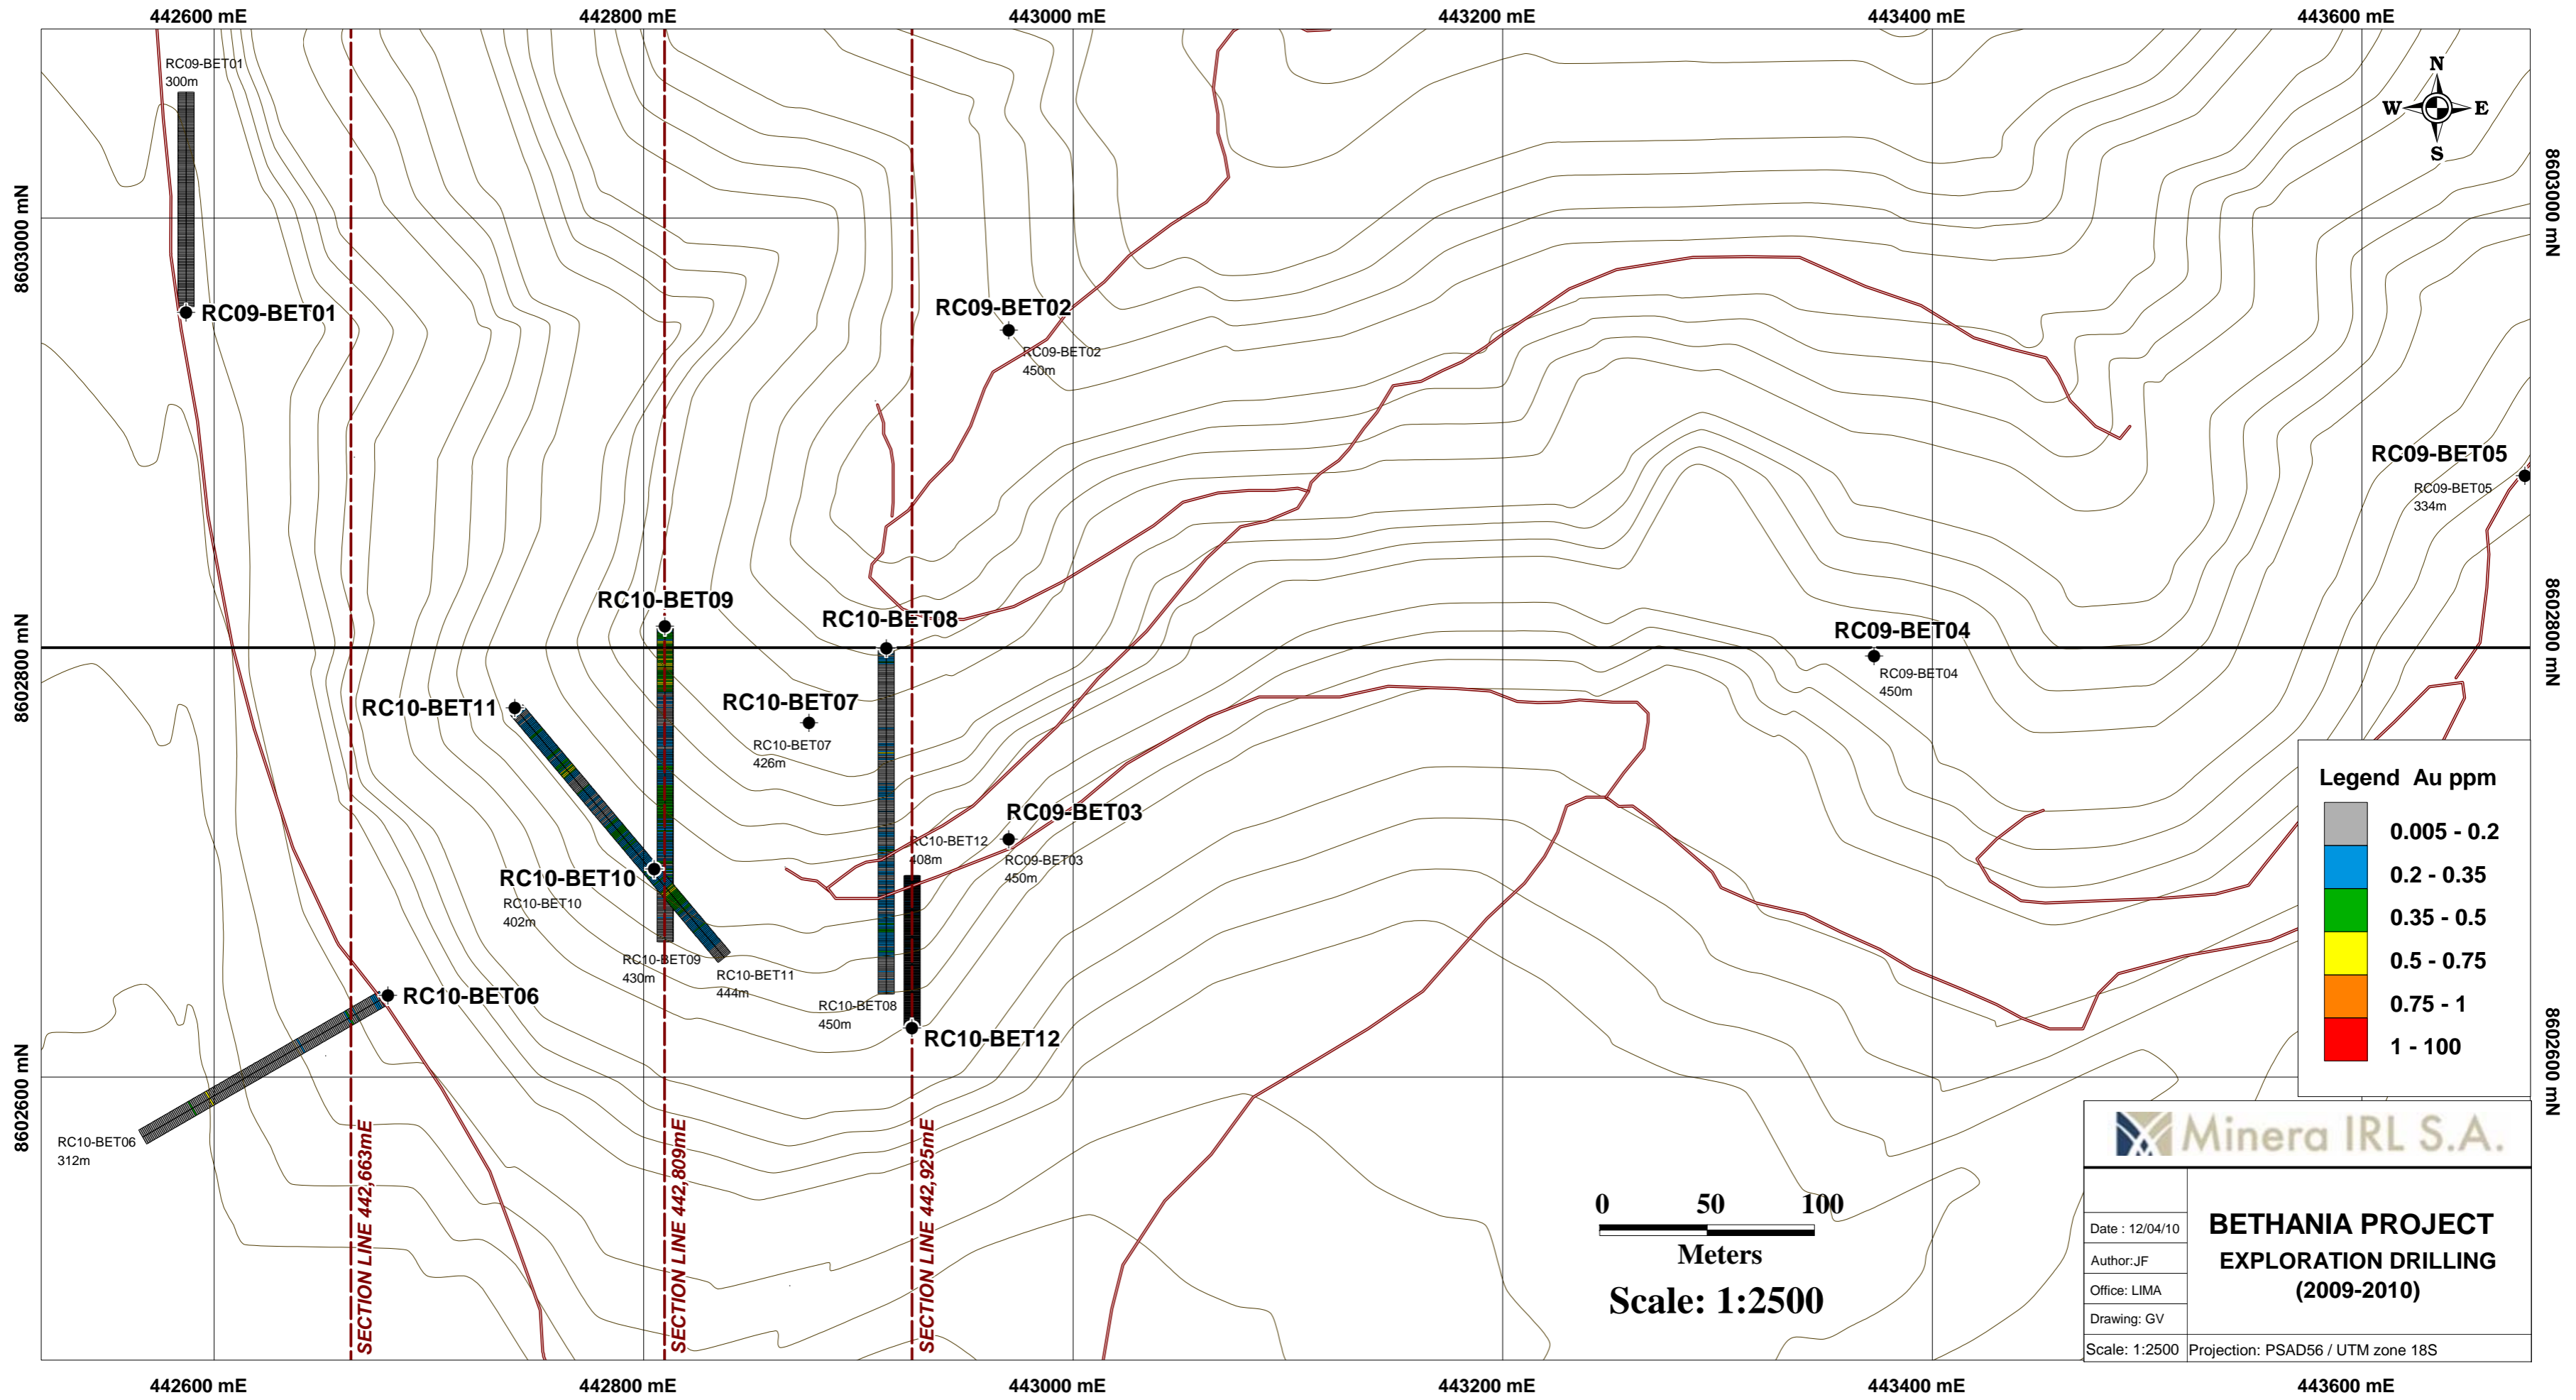 442600 mE
442800 mE
443000 mE
443200 mE
443400 mE
443600 mE
RC09-BET01
300m
N
W
E
S
8603000 mN
8603000 mN
RC09-BET01
RC09-BET02
RC09-BET02
450m
RC09-BET05
RC09-BET05
334m
RC10-BET09
RC10-BET08
RC09-BET04
RC09-BET04
450m
8602800 mN
8602800 mN
RC10-BET11
RC10-BET07
RC10-BET07
426m
RC09-BET03
RC09-BET03
450m
RC10-BET12
408m
RC10-BET10
RC10-BET10
402m
RC10-BET09
430m
RC10-BET11
444m
RC10-BET08
450m
RC10-BET06
RC10-BET12
RC10-BET06
312m
8602600 mN
8602600 mN
SECTION LINE 442,663mE
SECTION LINE 442,809mE
SECTION LINE 442,925mE
Legend Au ppm
0.005 - 0.2
0.2 - 0.35
0.35 - 0.5
0.5 - 0.75
0.75 - 1
1 - 100
0 50 100
Meters
Scale: 1:2500
Minera IRL S.A.
Date : 12/04/10
Author:JF
Office: LIMA
Drawing: GV
Scale: 1:2500
BETHANIA PROJECT
EXPLORATION DRILLING
(2009-2010)
Projection: PSAD56 / UTM zone 18S
442600 mE
442800 mE
443000 mE
443200 mE
443400 mE
443600 mE